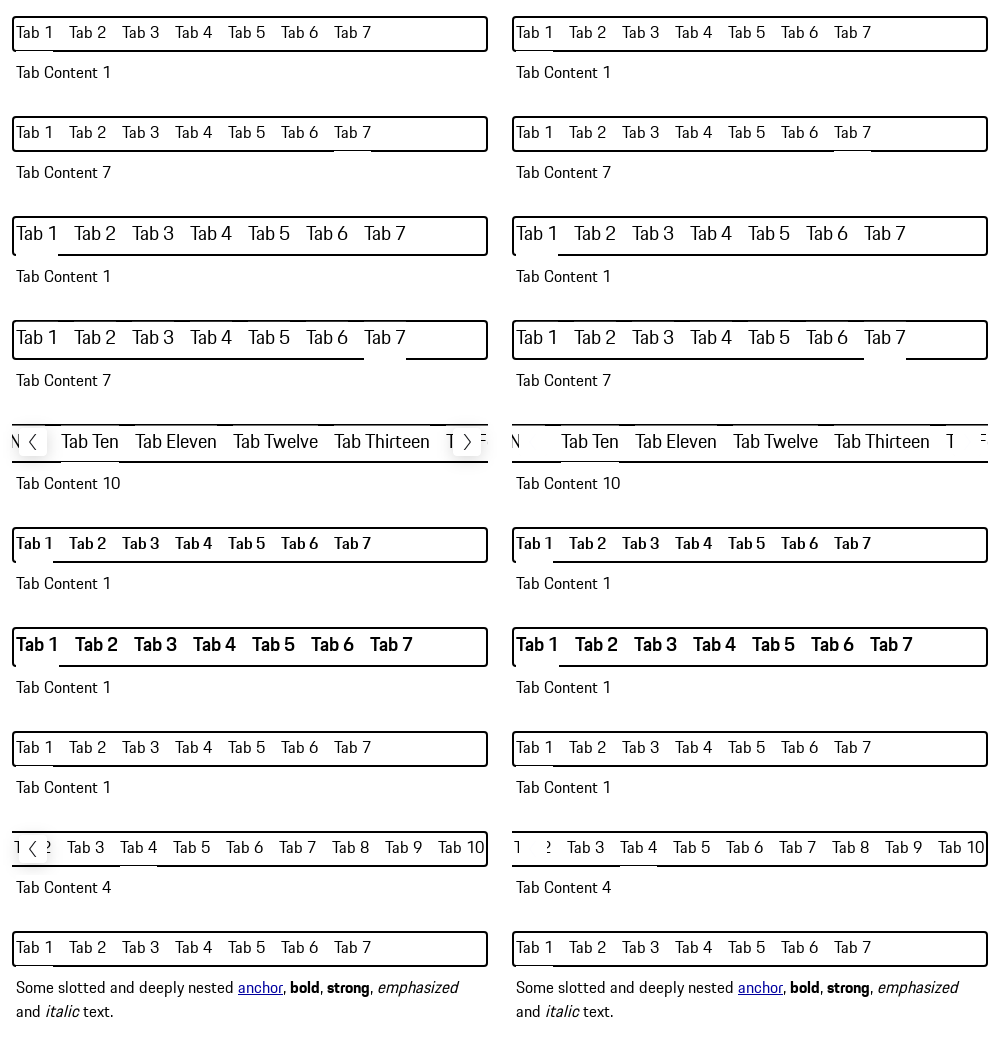 Tab 1 Tab 2 Tab 3 Tab 4 Tab 5 Tab 6 Tab 7
Tab Content 1
Tab 1 Tab 2 Tab 3 Tab 4 Tab 5 Tab 6 Tab 7
Tab Content 7
Tab 1 Tab 2 Tab 3 Tab 4 Tab 5 Tab 6 Tab 7
Tab Content 1
Tab 1 Tab 2 Tab 3 Tab 4 Tab 5 Tab 6 Tab 7
Tab Content 7
Tab Ten Tab Eleven Tab Twelve Tab Thirteen
Tab Content 10
Tab 1 Tab 2 Tab 3 Tab 4 Tab 5 Tab 6 Tab 7
Tab Content 1
Tab 1 Tab 2 Tab 3 Tab 4 Tab 5 Tab 6 Tab 7
Tab Content 1
Tab 1 Tab 2 Tab 3 Tab 4 Tab 5 Tab 6 Tab 7
Tab Content 1
Tab 3 Tab 4 Tab 5 Tab 6 Tab 7 Tab 8 Tab 9 Tab 10
Tab Content 4
Tab 1 Tab 2 Tab 3 Tab 4 Tab 5 Tab 6 Tab 7
Some slotted and deeply nested anchor, bold, strong, emphasized
and italic text.
Tab 1 Tab 2 Tab 3 Tab 4 Tab 5 Tab 6 Tab 7
Tab Content 1
Tab 1 Tab 2 Tab 3 Tab 4 Tab 5 Tab 6 Tab 7
Tab Content 7
Tab 1 Tab 2 Tab 3 Tab 4 Tab 5 Tab 6 Tab 7
Tab Content 1
Tab 1 Tab 2 Tab 3 Tab 4 Tab 5 Tab 6 Tab 7
Tab Content 7
Tab Ten Tab Eleven Tab Twelve Tab Thirteen
Tab Content 10
Tab 1 Tab 2 Tab 3 Tab 4 Tab 5 Tab 6 Tab 7
Tab Content 1
Tab 1 Tab 2 Tab 3 Tab 4 Tab 5 Tab 6 Tab 7
Tab Content 1
Tab 1 Tab 2 Tab 3 Tab 4 Tab 5 Tab 6 Tab 7
Tab Content 1
Tab 3 Tab 4 Tab 5 Tab 6 Tab 7 Tab 8 Tab 9 Tab 10
Tab Content 4
Tab 1 Tab 2 Tab 3 Tab 4 Tab 5 Tab 6 Tab 7
Some slotted and deeply nested anchor, bold, strong, emphasized
and italic text.